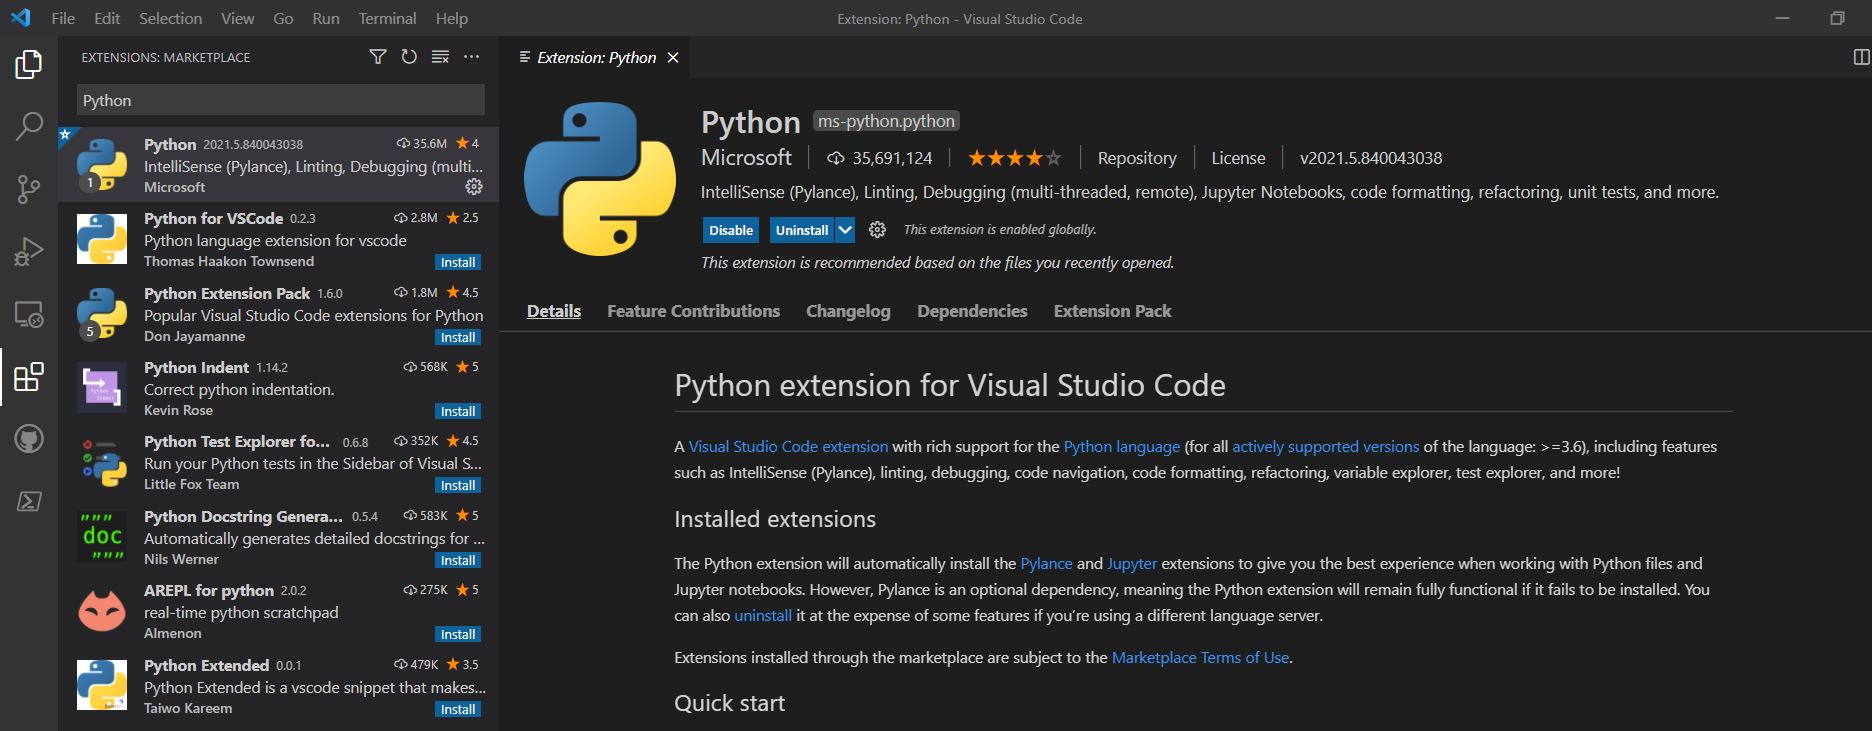 File Edit Selection View Go Run Terminal Help
Extension: Python - Visual Studio Code
EXTENSIONS: MARKETPLACE
Python
Python 2021.5.840043038 35.6M 4
IntelliSense (Pylance), Linting, Debugging (multi...
1
Microsoft
Python for VSCode 0.2.3 2.8M 2.5
Python language extension for vscode
Thomas Haakon Townsend Install
Python Extension Pack 1.6.0 1.8M 4.5
Popular Visual Studio Code extensions for Python
5
Don Jayamanne Install
Python Indent 1.14.2 568K 5
Correct python indentation.
Kevin Rose Install
Python Test Explorer fo... 0.6.8 352K 4.5
Run your Python tests in the Sidebar of Visual S...
Little Fox Team Install
Python Docstring Genera... 0.5.4 583K 5
""" doc """
Automatically generates detailed docstrings for ...
Nils Werner Install
AREPL for python 2.0.2 275K 5
real-time python scratchpad
Almenon Install
Python Extended 0.0.1 479K 3.5
Python Extended is a vscode snippet that makes...
Taiwo Kareem Install
Extension: Python
Python ms-python.python
Microsoft 35,691,124 Repository License v2021.5.840043038
IntelliSense (Pylance), Linting, Debugging (multi-threaded, remote), Jupyter Notebooks, code formatting, refactoring, unit tests, and more.
Disable Uninstall This extension is enabled globally.
This extension is recommended based on the files you recently opened.
Details Feature Contributions Changelog Dependencies Extension Pack
Python extension for Visual Studio Code
A Visual Studio Code extension with rich support for the Python language (for all actively supported versions of the language: >=3.6), including features
such as IntelliSense (Pylance), linting, debugging, code navigation, code formatting, refactoring, variable explorer, test explorer, and more!
Installed extensions
The Python extension will automatically install the Pylance and Jupyter extensions to give you the best experience when working with Python files and
Jupyter notebooks. However, Pylance is an optional dependency, meaning the Python extension will remain fully functional if it fails to be installed. You
can also uninstall it at the expense of some features if you’re using a different language server.
Extensions installed through the marketplace are subject to the Marketplace Terms of Use.
Quick start